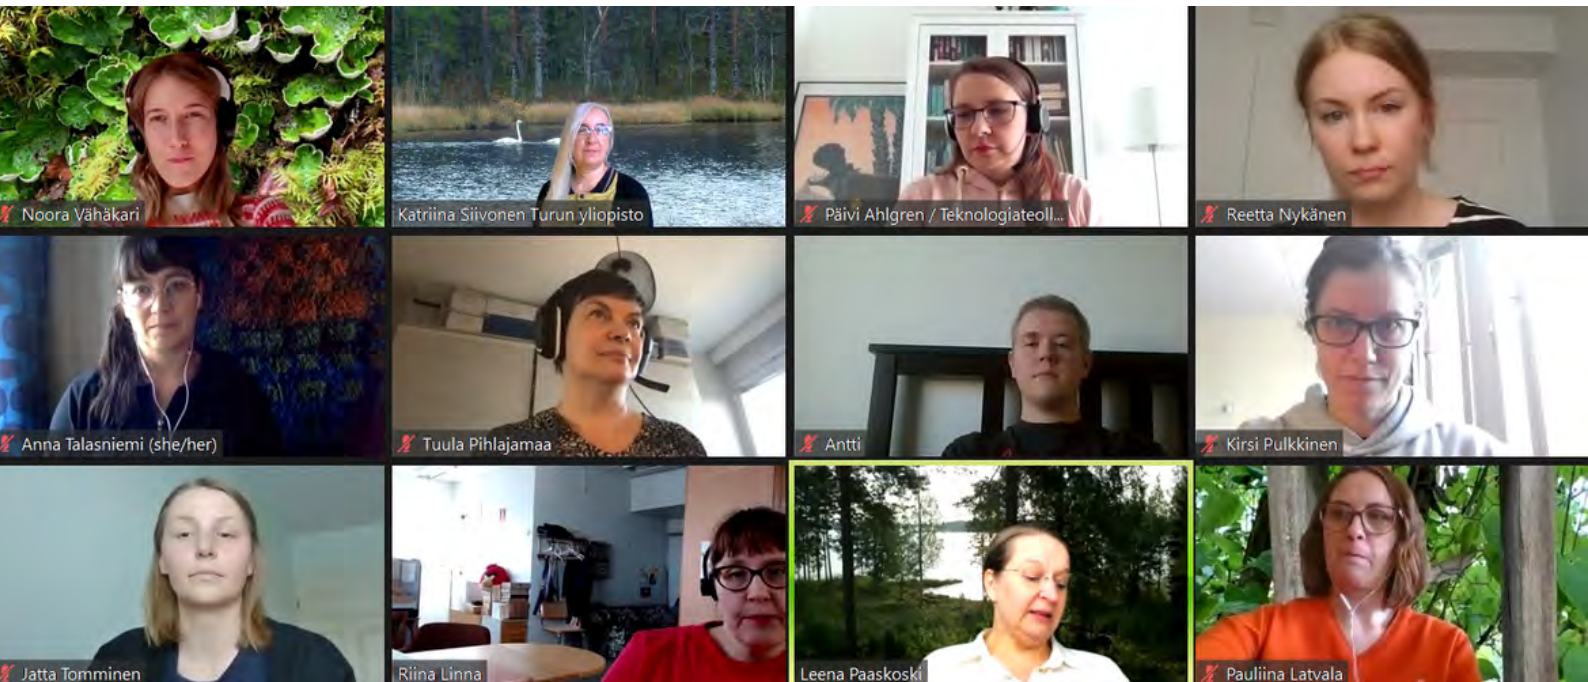 Noora Vähäkari
Katriina Siivonen Turun yliopisto
Päivi Ahlgren / Teknologiateoll...
Reetta Nykänen
Anna Talasniemi (she/her)
Tuula Pihlajamaa
Antti
Kirsi Pulkkinen
Jatta Tomminen
Riina Linna
Leena Paaskoski
Pauliina Latvala